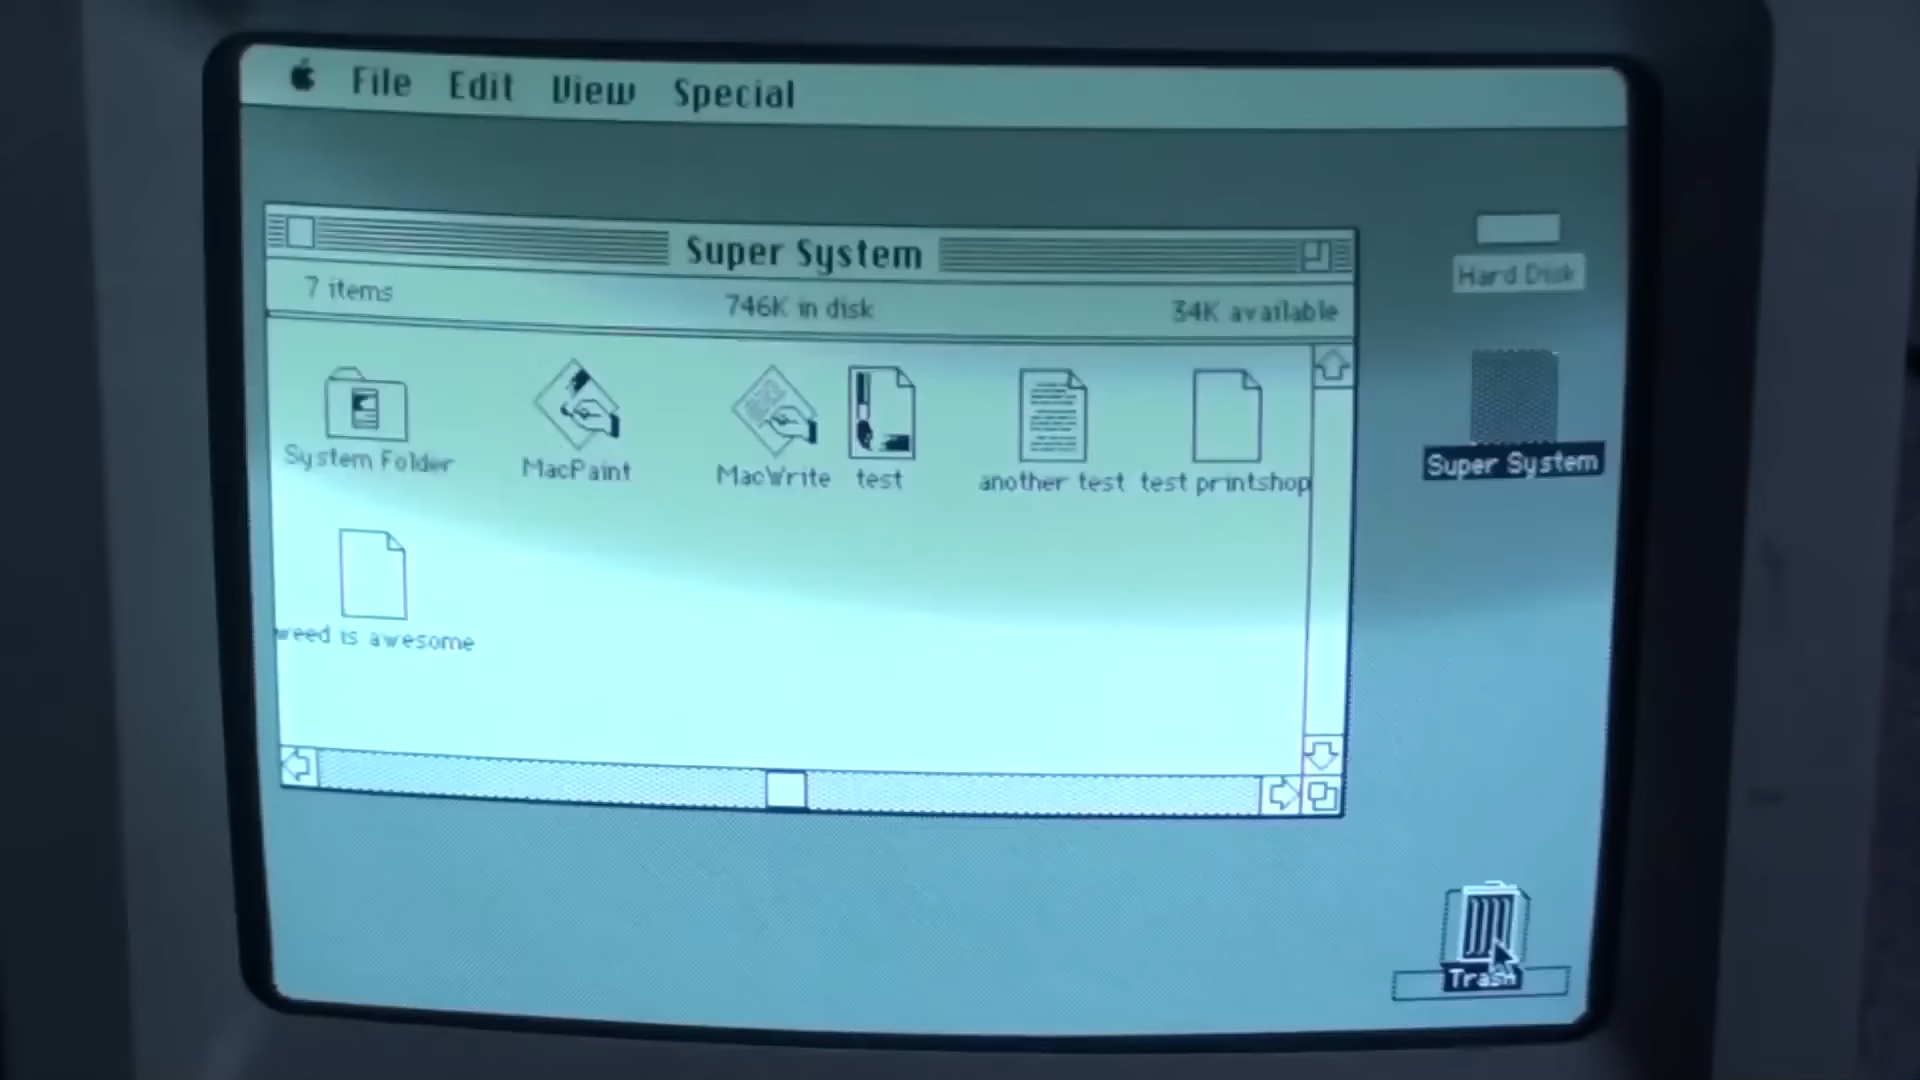 File Edit View Special
Super System
7 items 746K in disk 34K available
Hard Disk
System Folder MacPaint MacWrite test another test test printshop
Super System
weed is awesome
Trash